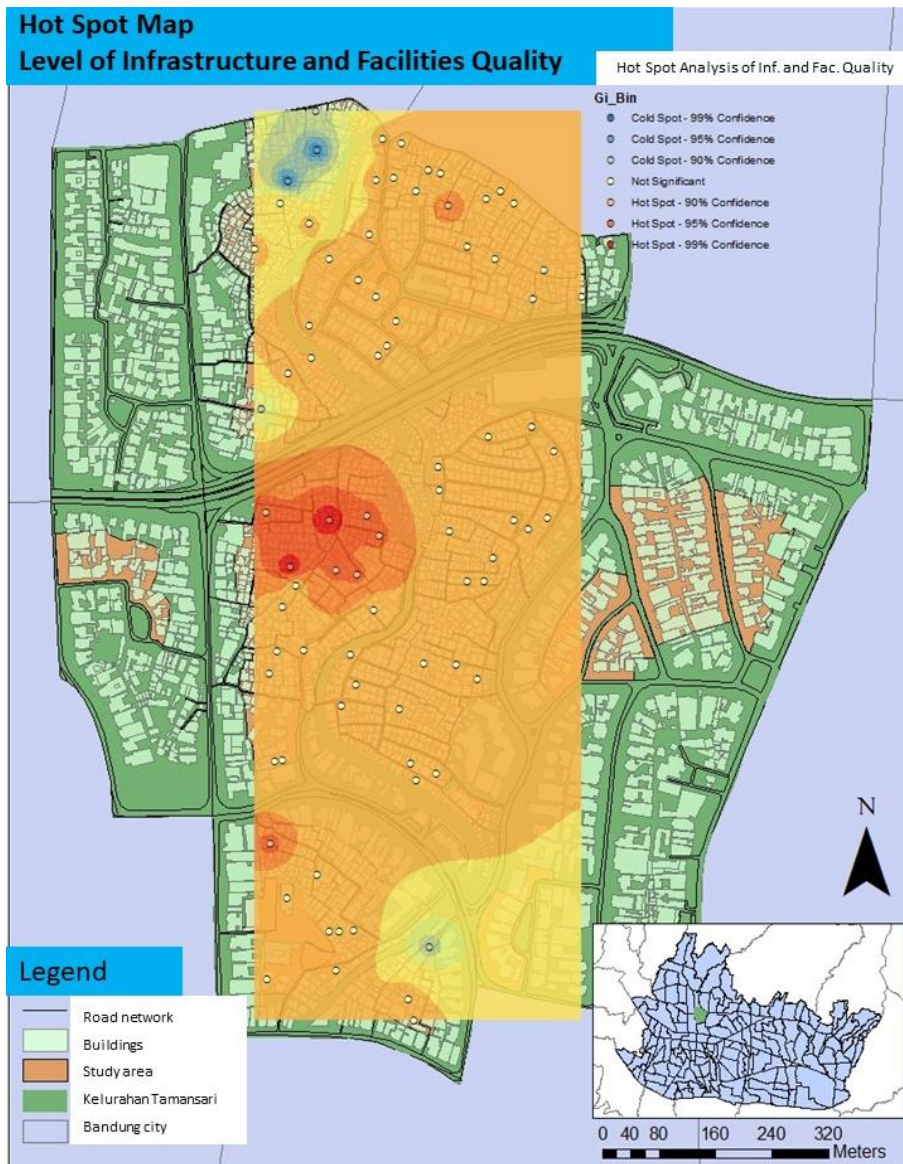 Hot Spot Map
Level of Infrastructure and Facilities Quality
Hot Spot Analysis of Inf. and Fac. Quality
Gi_Bin
Cold Spot - 99% Confidence
Cold Spot - 95% Confidence
Cold Spot - 90% Confidence
Not Significant
Hot Spot - 90% Confidence
Hot Spot - 95% Confidence
Hot Spot - 99% Confidence
N
Legend
Road network
Buildings
Study area
Kelurahan Tamansari
Bandung city
0 40 80 160 240 320
Meters